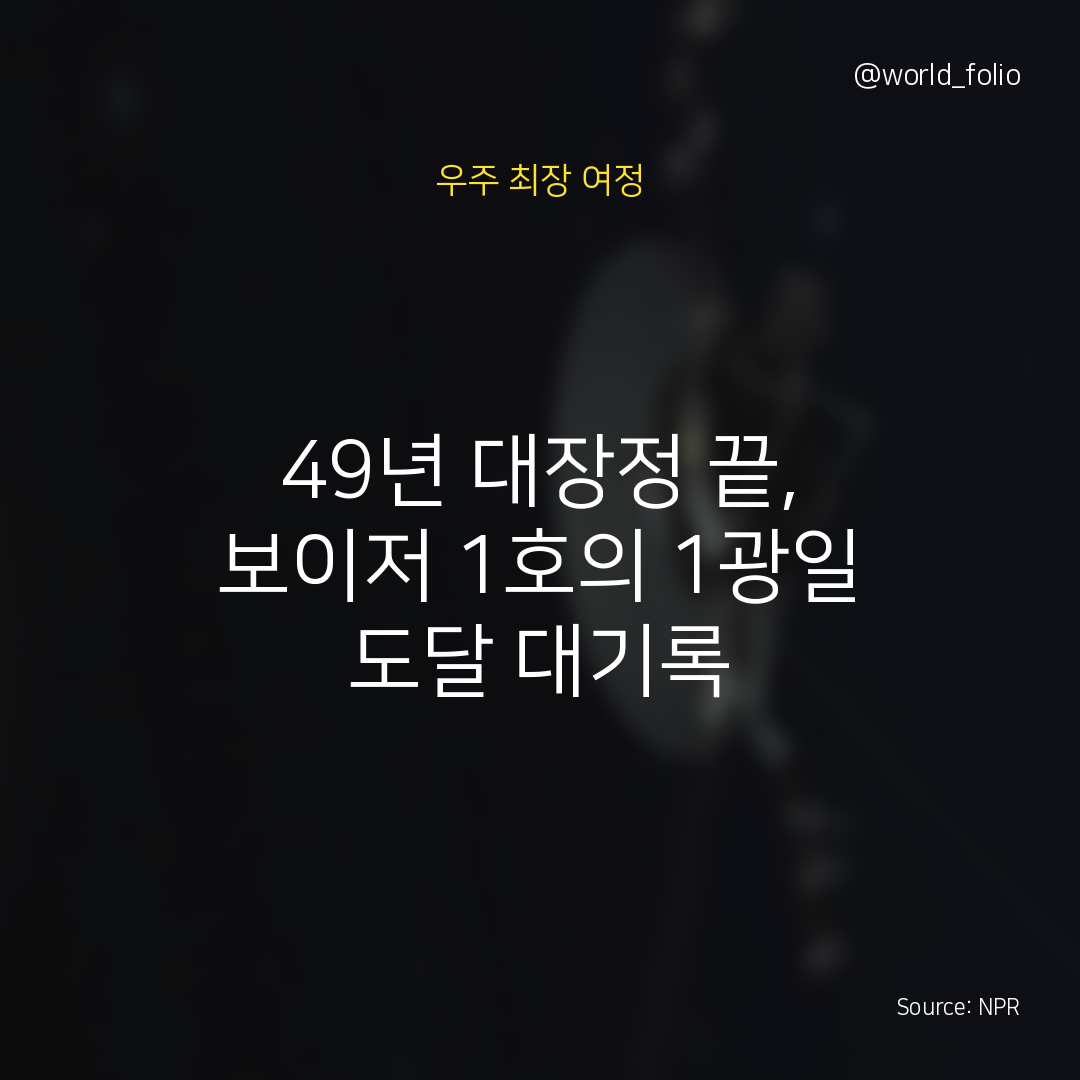 @world_folio
우주 최장 여정
49년 대장정 끝,
보이저 1호의 1광일
도달 대기록
Source: NPR